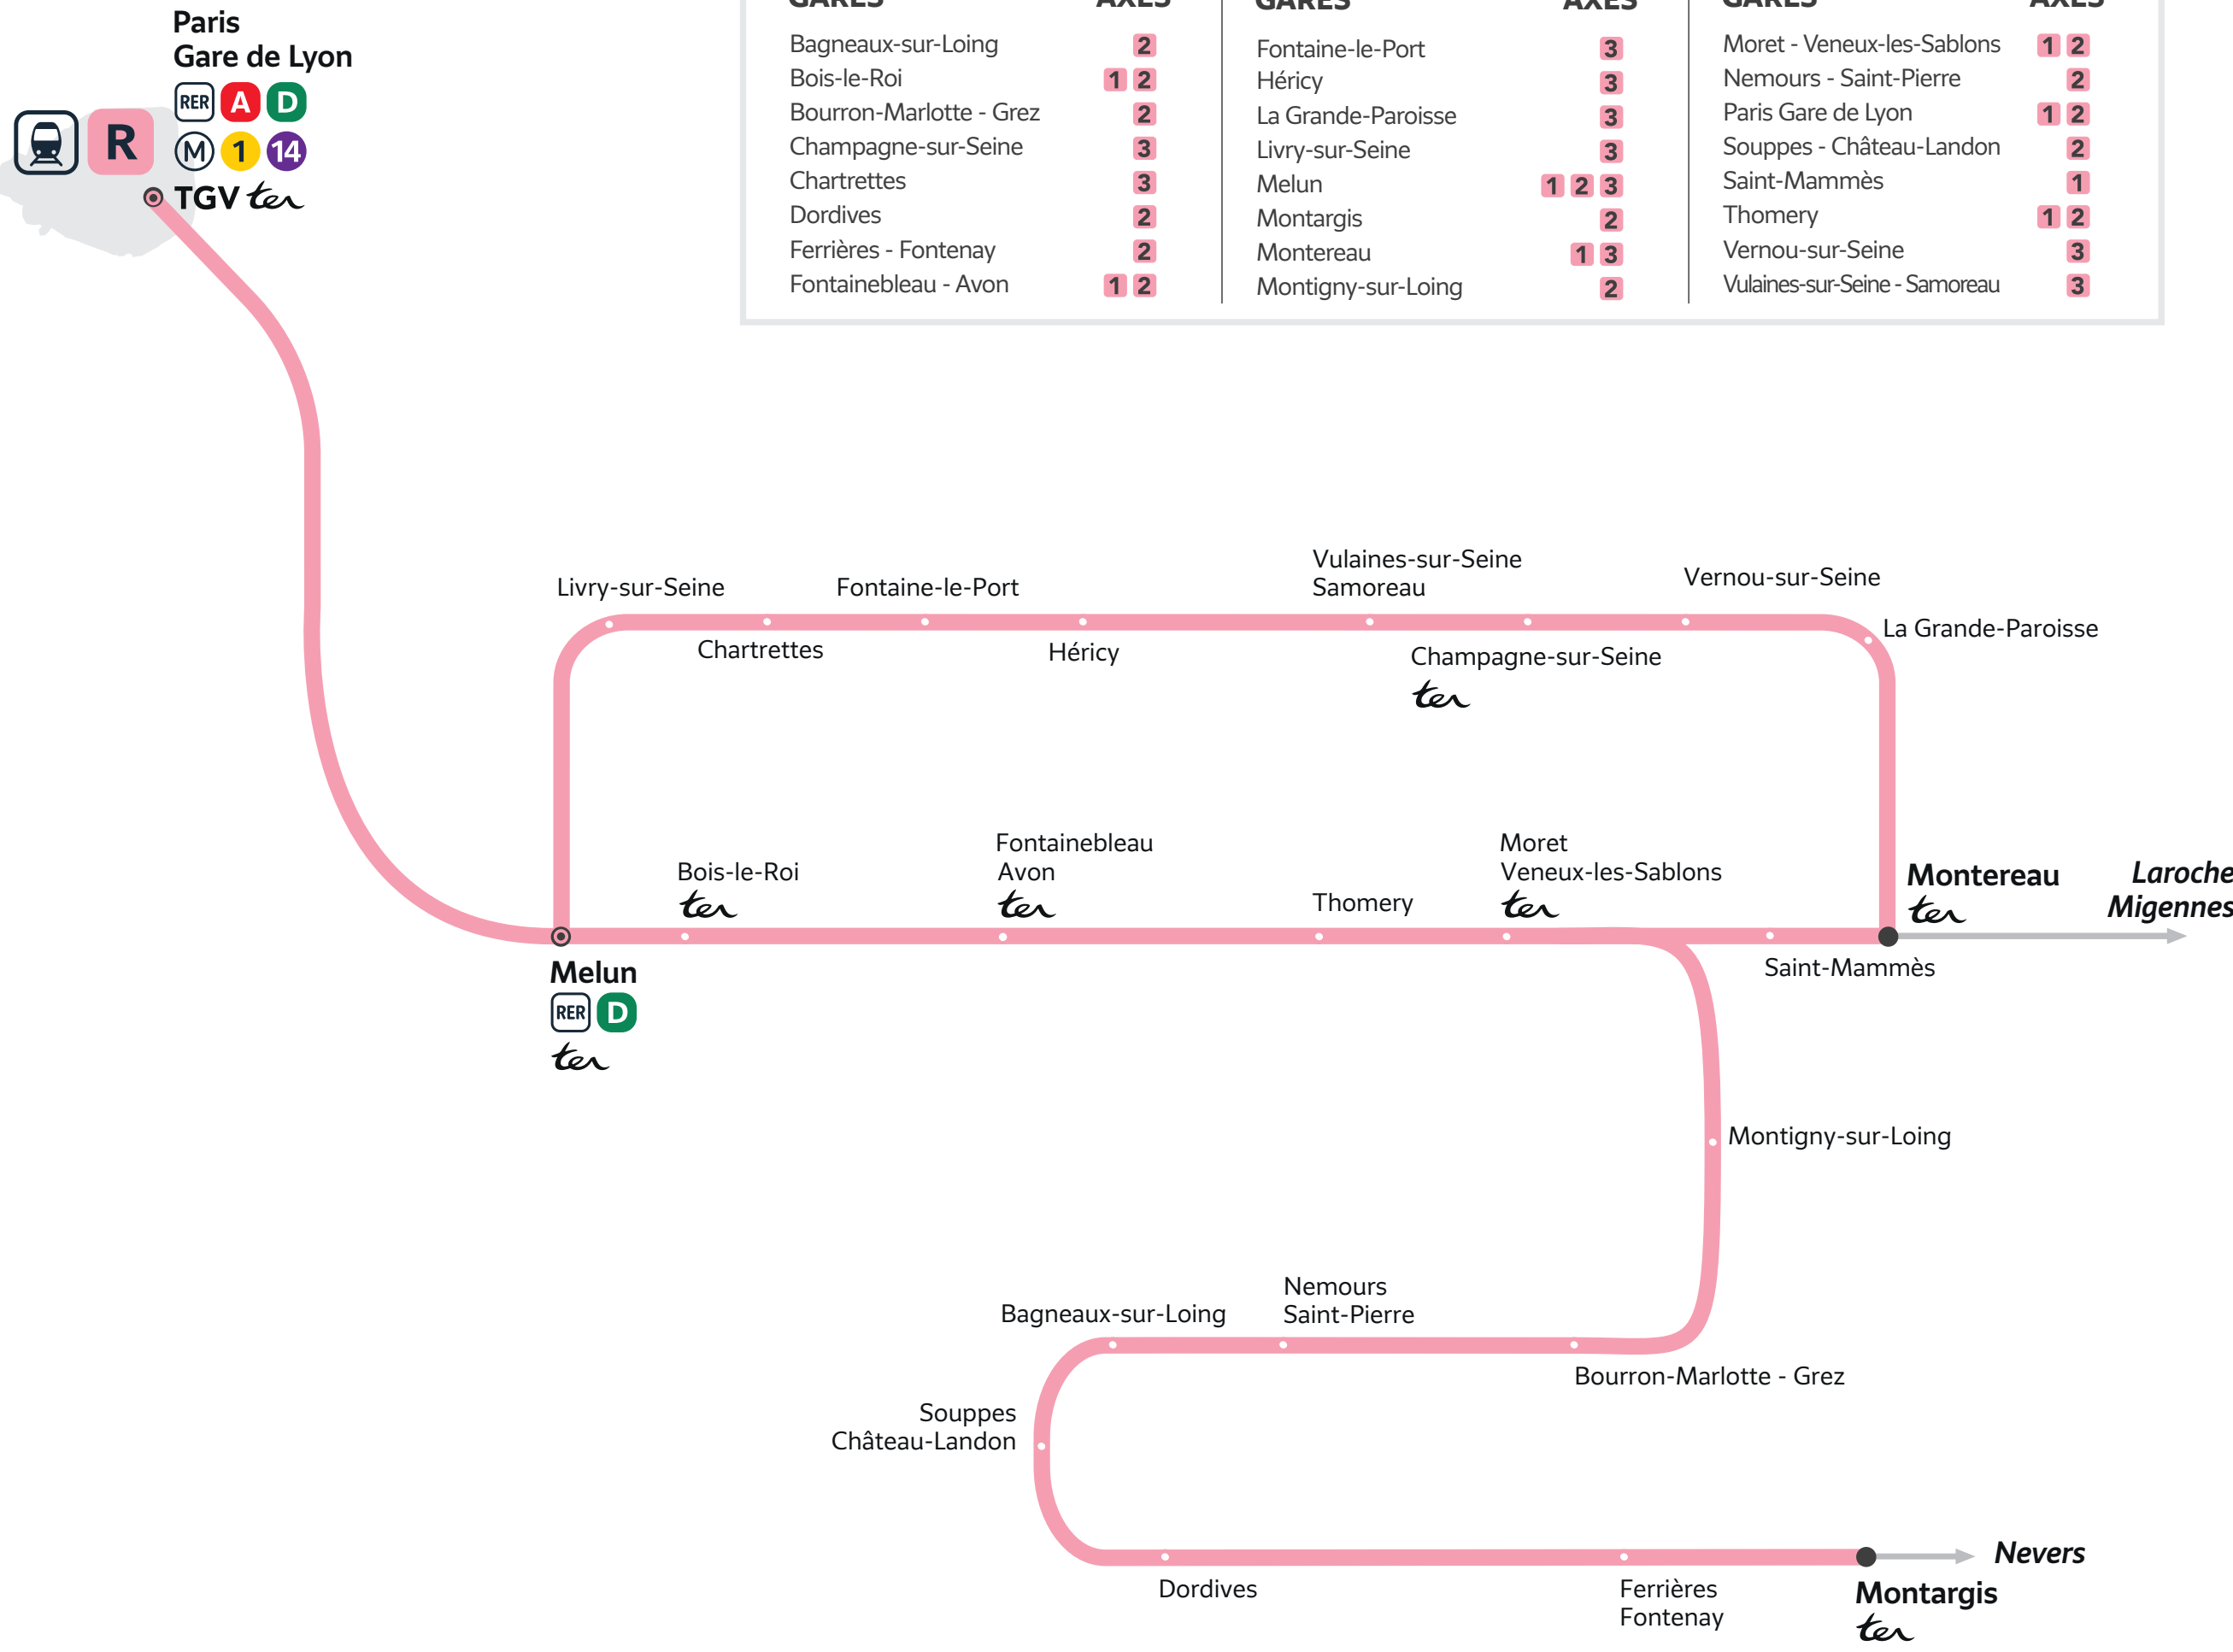 Paris
Gare de Lyon
RER A D
R
M 1 14
TGV ter
GARES AXES
Bagneaux-sur-Loing 2
Bois-le-Roi 1 2
Bourron-Marlotte - Grez 2
Champagne-sur-Seine 3
Chartrettes 3
Dordives 2
Ferrières - Fontenay 2
Fontainebleau - Avon 1 2
GARES AXES
Fontaine-le-Port 3
Héricy 3
La Grande-Paroisse 3
Livry-sur-Seine 3
Melun 1 2 3
Montargis 2
Montereau 1 3
Montigny-sur-Loing 2
GARES AXES
Moret - Veneux-les-Sablons 1 2
Nemours - Saint-Pierre 2
Paris Gare de Lyon 1 2
Souppes - Château-Landon 2
Saint-Mammès 1
Thomery 1 2
Vernou-sur-Seine 3
Vulaines-sur-Seine - Samoreau 3
Livry-sur-Seine
Chartrettes
Fontaine-le-Port
Héricy
Vulaines-sur-Seine
Samoreau
Champagne-sur-Seine
ter
Vernou-sur-Seine
La Grande-Paroisse
Melun
RER D
ter
Bois-le-Roi
ter
Fontainebleau
Avon
ter
Thomery
Moret
Veneux-les-Sablons
ter
Saint-Mammès
Montereau
ter
Laroche
Migennes
Montigny-sur-Loing
Bourron-Marlotte - Grez
Nemours
Saint-Pierre
Bagneaux-sur-Loing
Souppes
Château-Landon
Dordives
Ferrières
Fontenay
Montargis
ter
Nevers